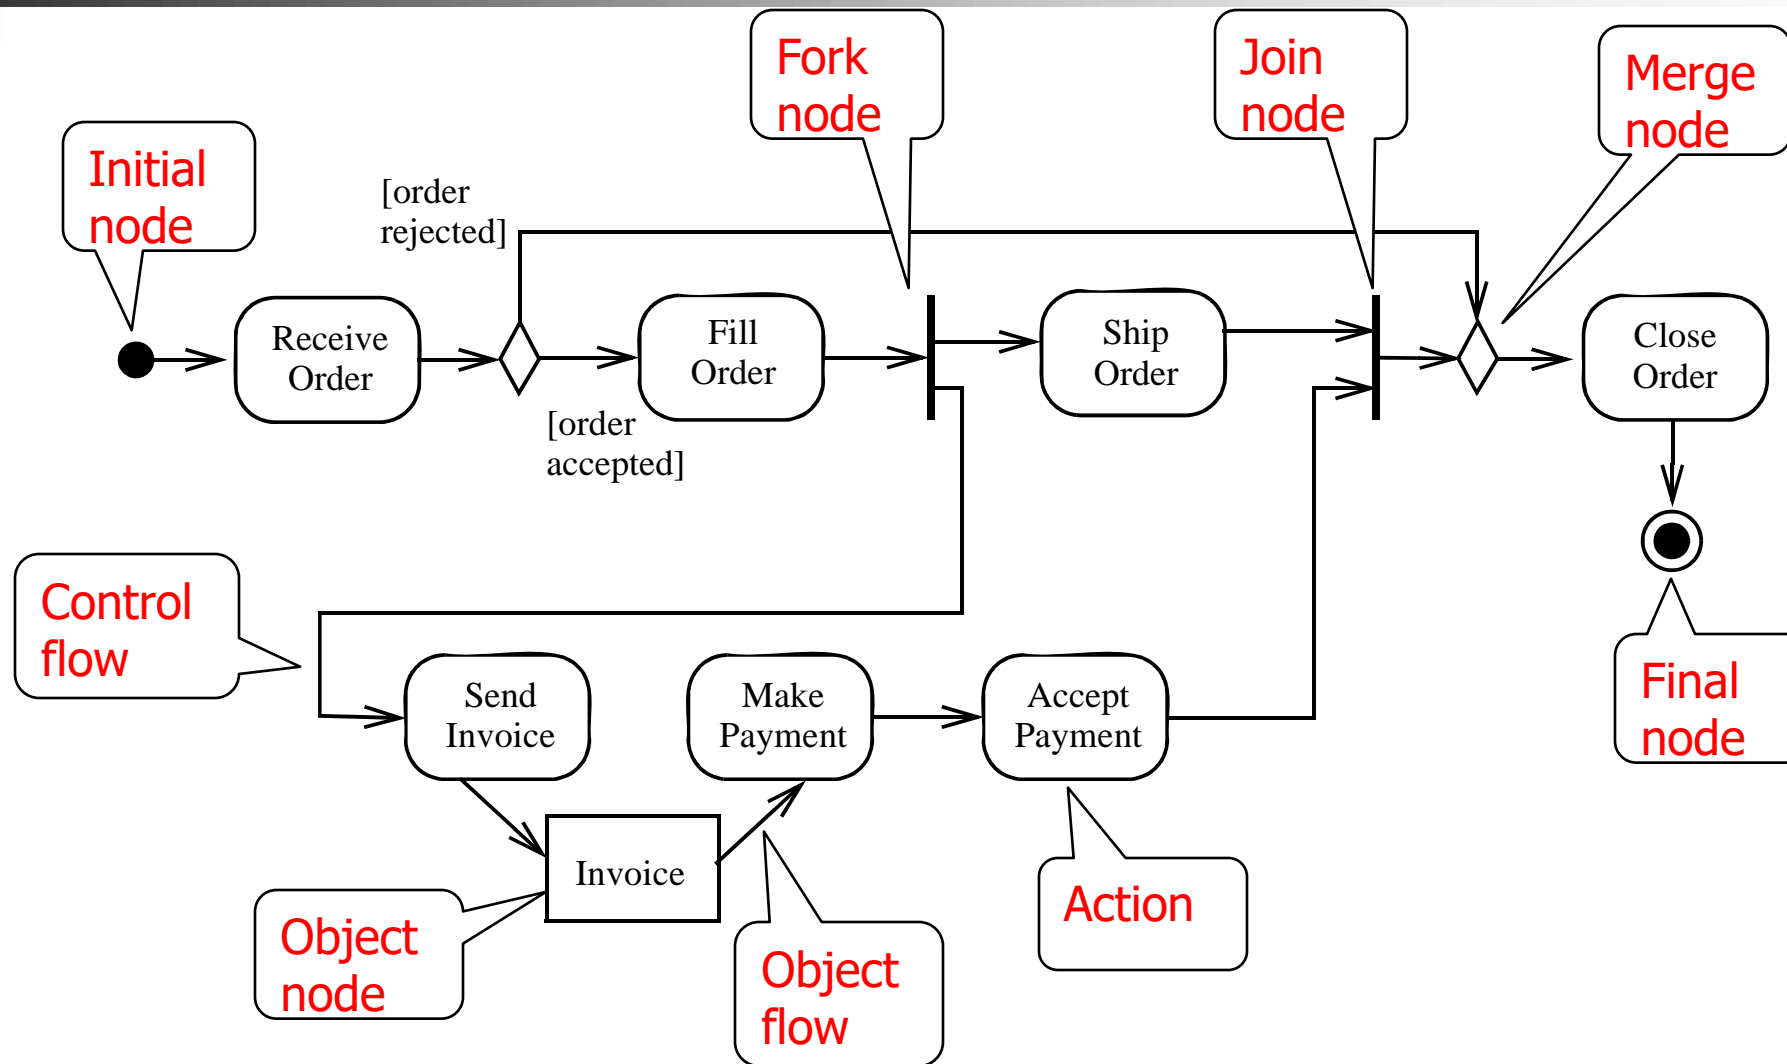 Fork
node
Join
node
Merge
node
Initial
node
[order
rejected]
Receive
Order
Fill
Order
Ship
Order
Close
Order
[order
accepted]
Control
flow
Send
Invoice
Make
Payment
Accept
Payment
Final
node
Invoice
Action
Object
node
Object
flow